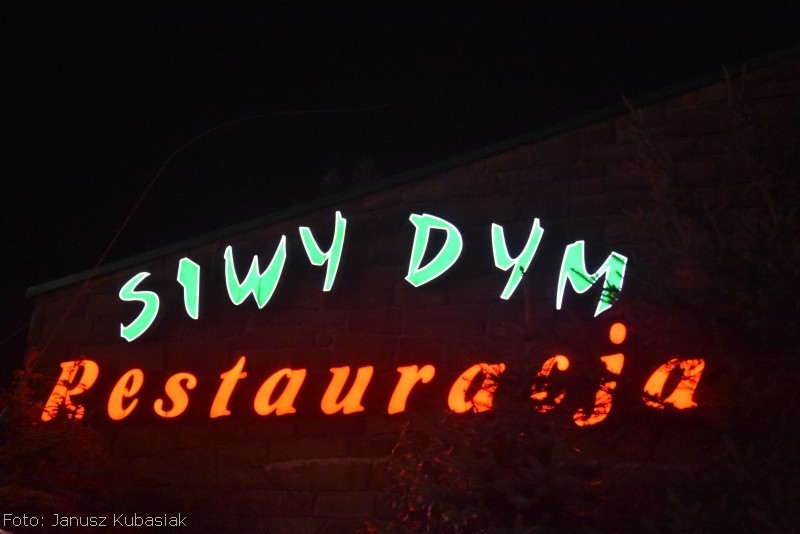 SIWY DYM
Restauracja
Foto: Janusz Kubasiak